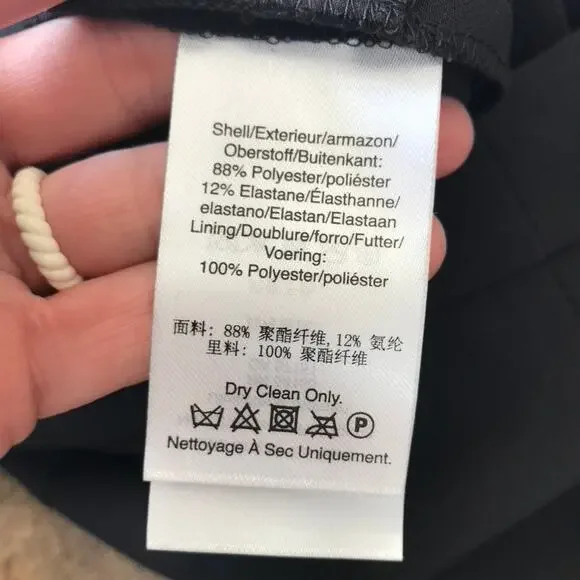 Shell/Exterieur/armazon/
Oberstoff/Buitenkant:
88% Polyester/poliéster
12% Elastane/Élasthanne/
elastano/Elastan/Elastaan
Lining/Doublure/forro/Futter/
Voering:
100% Polyester/poliéster
面料: 88% 聚酯纤维, 12% 氨纶
里料: 100% 聚酯纤维
Dry Clean Only.
P
Nettoyage À Sec Uniquement.